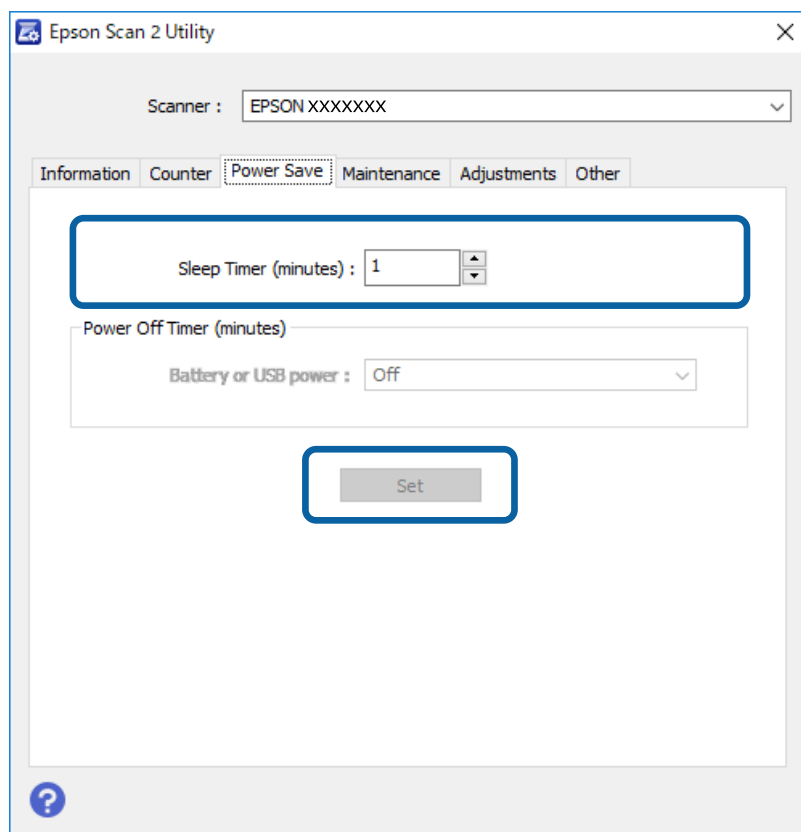 Epson Scan 2 Utility
Scanner : EPSON XXXXXXX
Information Counter Power Save Maintenance Adjustments Other
Sleep Timer (minutes) : 1
Power Off Timer (minutes)
Battery or USB power : Off
Set
?